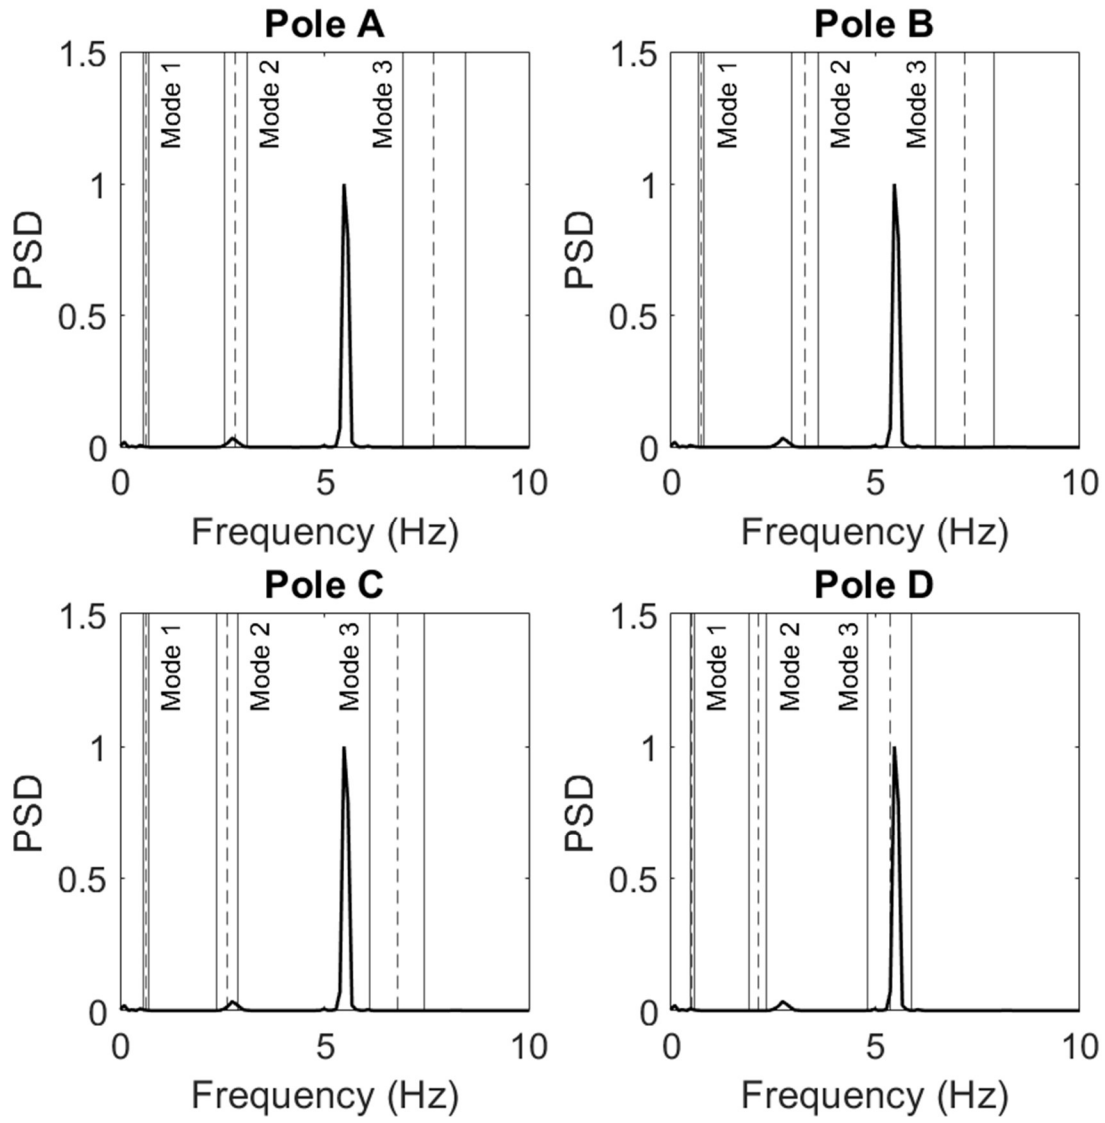 Pole A
1.5
1
0.5
0
PSD
Mode 1
Mode 2
Mode 3
0 5 10
Frequency (Hz)
Pole B
1.5
1
0.5
0
PSD
Mode 1
Mode 2
Mode 3
0 5 10
Frequency (Hz)
Pole C
1.5
1
0.5
0
PSD
Mode 1
Mode 2
Mode 3
0 5 10
Frequency (Hz)
Pole D
1.5
1
0.5
0
PSD
Mode 1
Mode 2
Mode 3
0 5 10
Frequency (Hz)